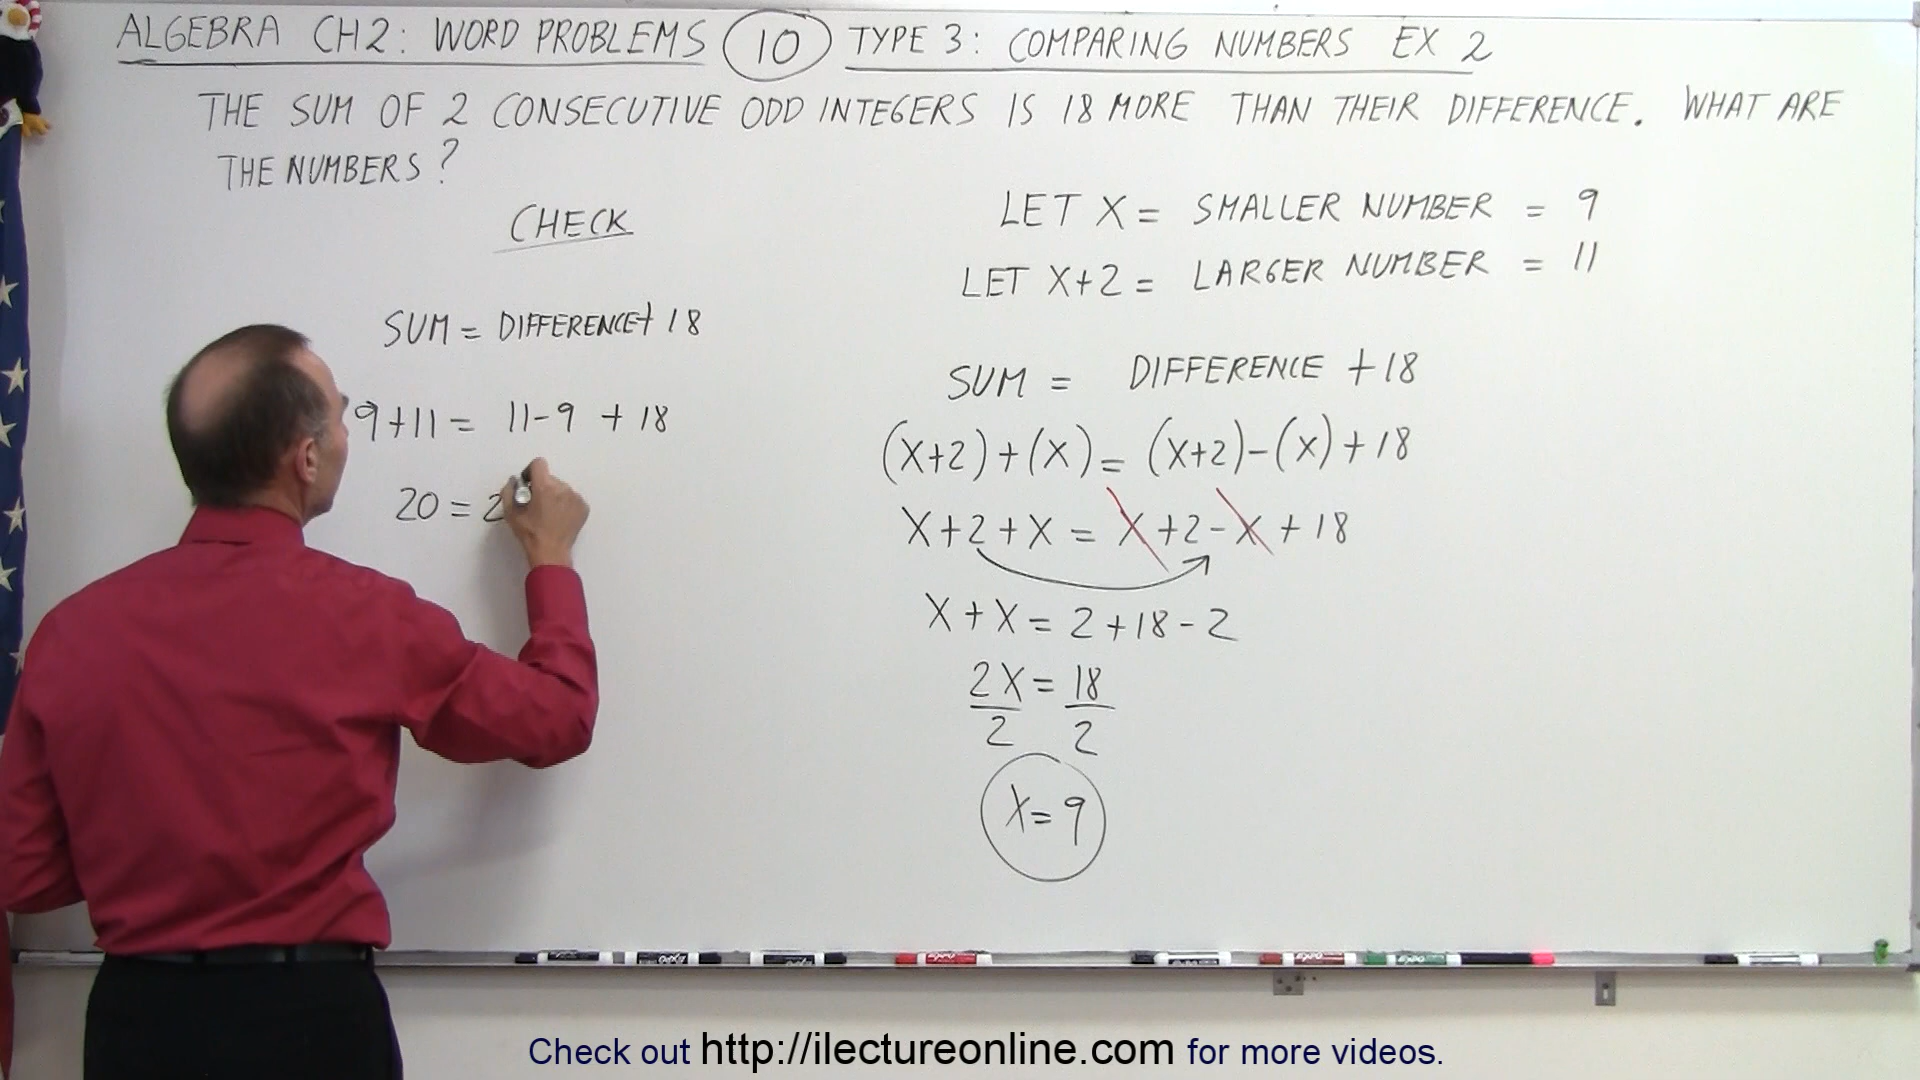 ALGEBRA CH2: WORD PROBLEMS 10 TYPE 3: COMPARING NUMBERS EX 2
THE SUM OF 2 CONSECUTIVE ODD INTEGERS IS 18 MORE THAN THEIR DIFFERENCE. WHAT ARE
THE NUMBERS?
CHECK
SUM = DIFFERENCE + 18
9+11 = 11-9 + 18
20 = 2
LET X = SMALLER NUMBER = 9
LET X+2 = LARGER NUMBER = 11
SUM = DIFFERENCE +18
(X+2)+(X) = (X+2)-(X)+18
X+2+X = X+2-X+18
X+X = 2+18-2
2X = 18
2 2
X=9
Check out http://ilectureonline.com for more videos.